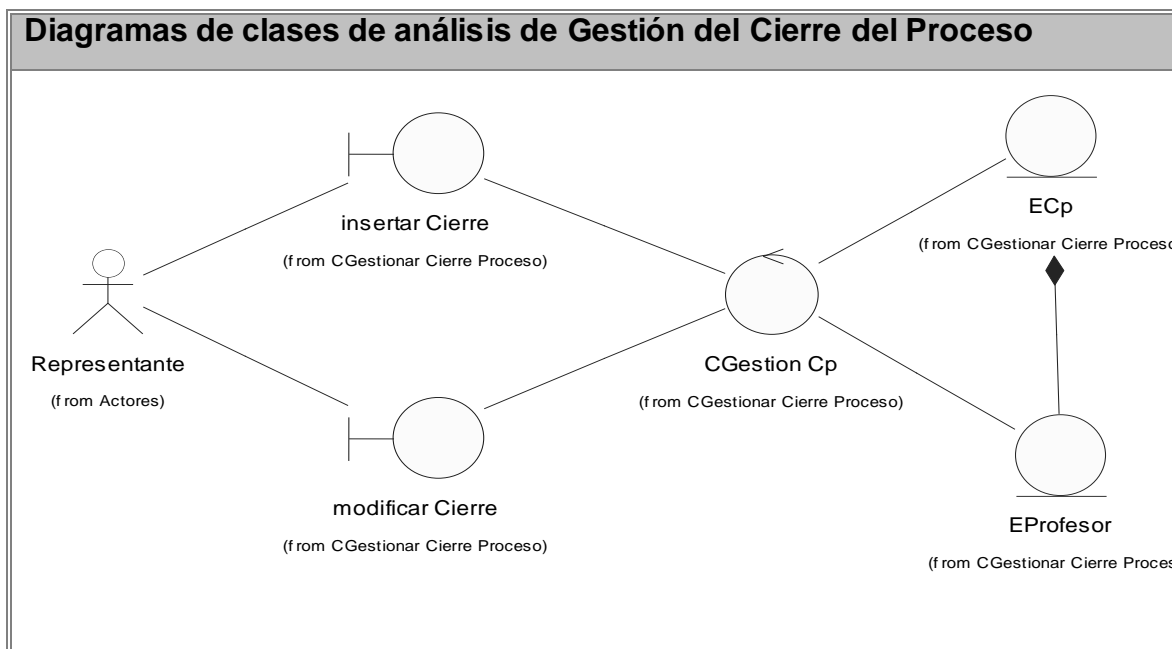 Diagramas de clases de análisis de Gestión del Cierre del Proceso
insertar Cierre
(from CGestionar Cierre Proceso)
ECp
(from CGestionar Cierre Proceso
Representante
(from Actores)
CGestion Cp
(from CGestionar Cierre Proceso)
modificar Cierre
(from CGestionar Cierre Proceso)
EProfesor
(from CGestionar Cierre Proces